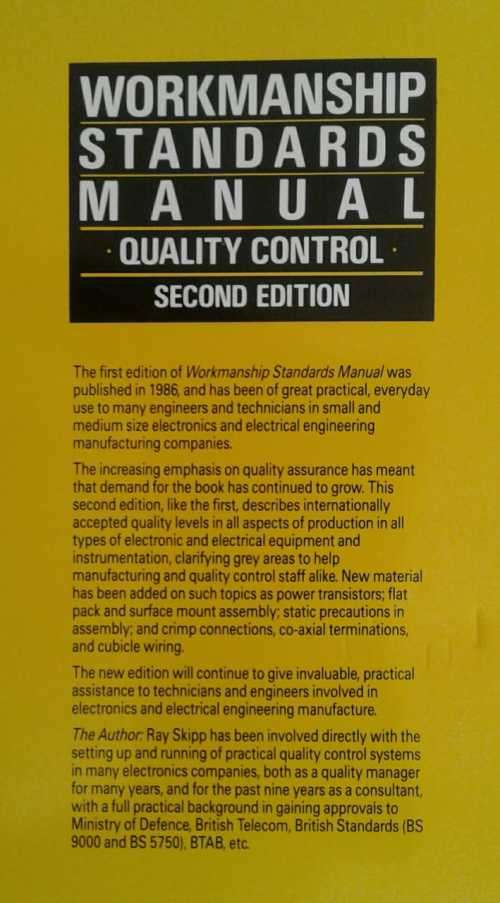 WORKMANSHIP
STANDARDS
MANUAL
· QUALITY CONTROL ·
SECOND EDITION
The first edition of Workmanship Standards Manual was
published in 1986, and has been of great practical, everyday
use to many engineers and technicians in small and
medium size electronics and electrical engineering
manufacturing companies.
The increasing emphasis on quality assurance has meant
that demand for the book has continued to grow. This
second edition, like the first, describes internationally
accepted quality levels in all aspects of production in all
types of electronic and electrical equipment and
instrumentation, clarifying grey areas to help
manufacturing and quality control staff alike. New material
has been added on such topics as power transistors; flat
pack and surface mount assembly; static precautions in
assembly; and crimp connections, co-axial terminations,
and cubicle wiring.
The new edition will continue to give invaluable, practical
assistance to technicians and engineers involved in
electronics and electrical engineering manufacture.
The Author: Ray Skipp has been involved directly with the
setting up and running of practical quality control systems
in many electronics companies, both as a quality manager
for many years, and for the past nine years as a consultant,
with a full practical background in gaining approvals to
Ministry of Defence, British Telecom, British Standards (BS
9000 and BS 5750), BTAB, etc.